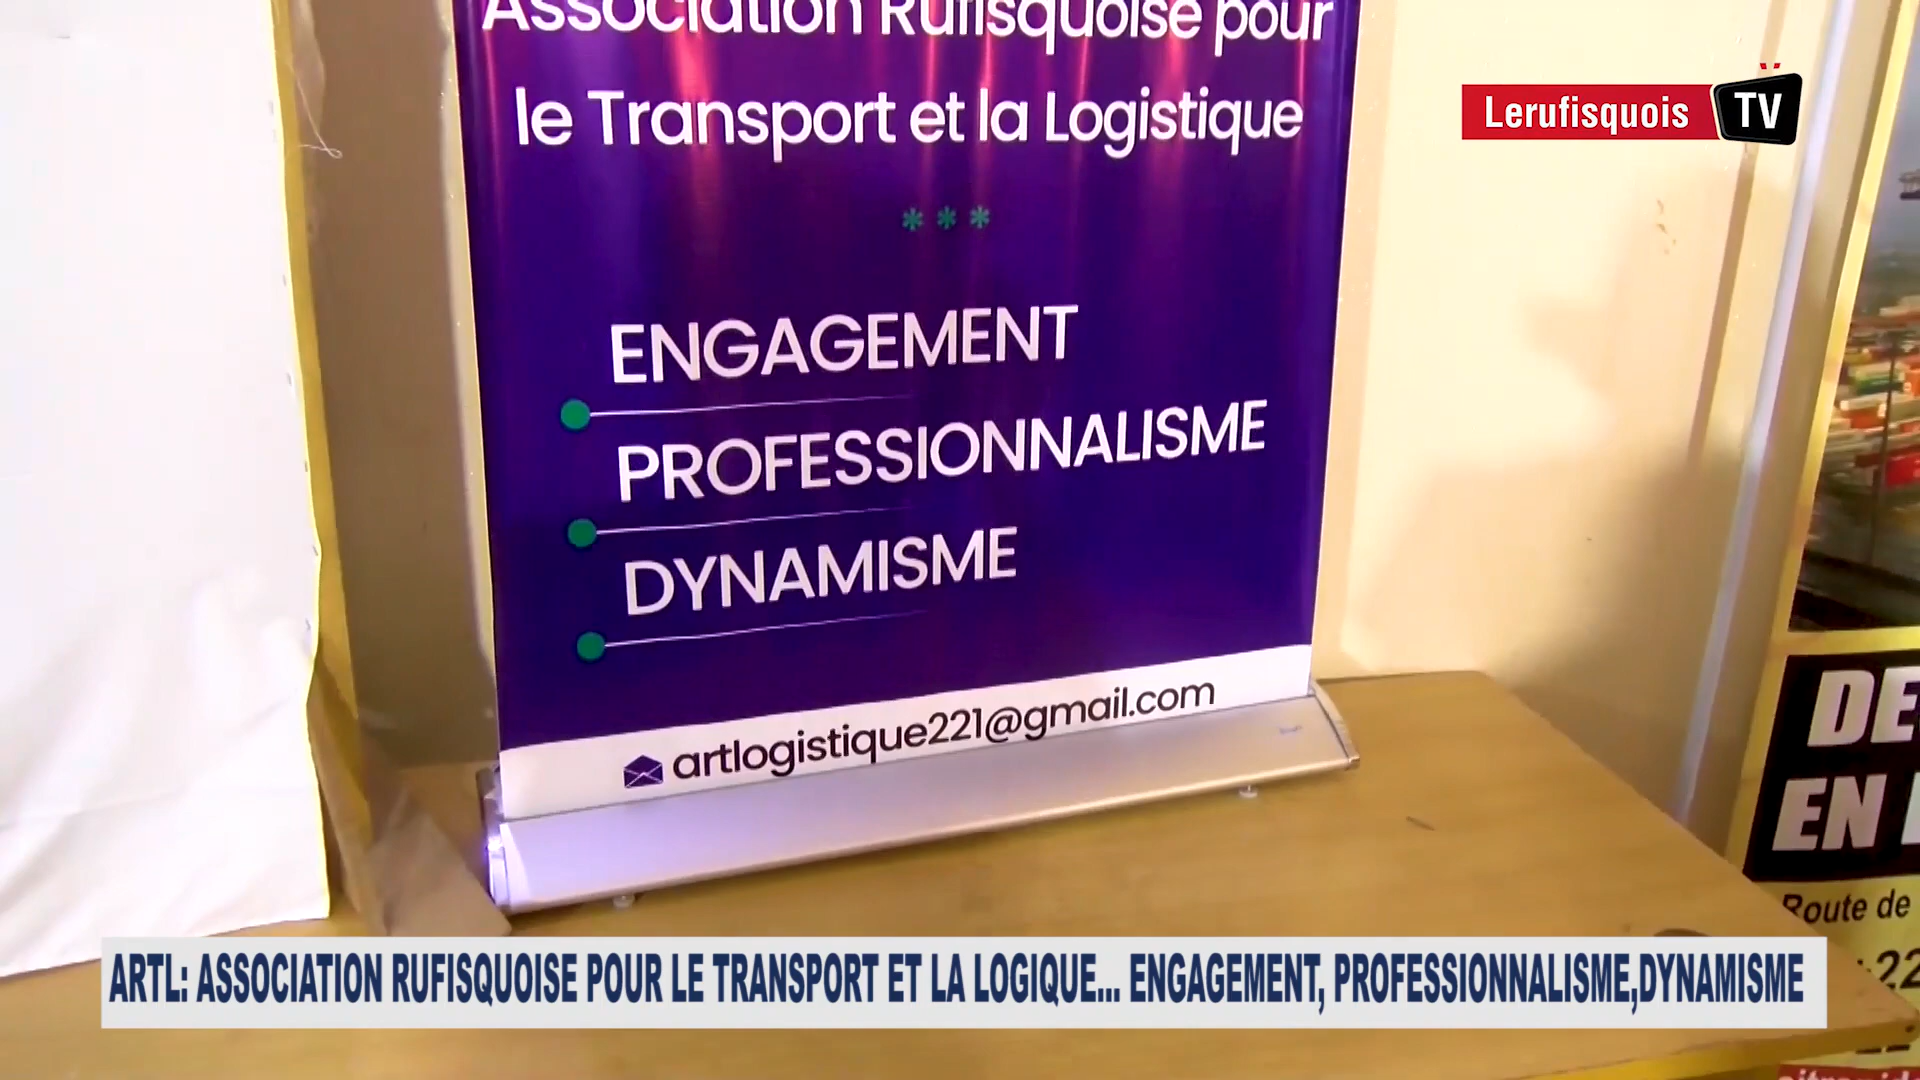 Association Rufisquoise pour
le Transport et la Logistique
***
Lerufisquois TV
ENGAGEMENT
PROFESSIONNALISME
DYNAMISME
artlogistique221@gmail.com
DE
EN
Route de
22
ARTL: ASSOCIATION RUFISQUOISE POUR LE TRANSPORT ET LA LOGIQUE... ENGAGEMENT, PROFESSIONNALISME,DYNAMISME